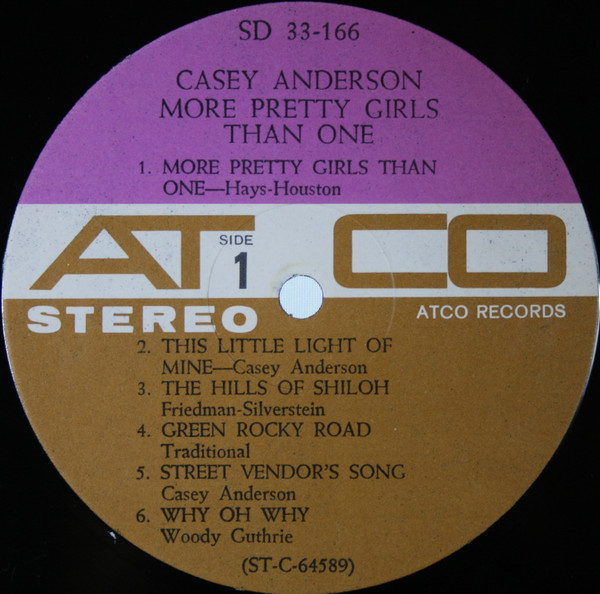 SD 33-166
CASEY ANDERSON
MORE PRETTY GIRLS
THAN ONE
1. MORE PRETTY GIRLS THAN
ONE—Hays-Houston
ATCO
SIDE
1
STEREO
ATCO RECORDS
2. THIS LITTLE LIGHT OF
MINE—Casey Anderson
3. THE HILLS OF SHILOH
Friedman-Silverstein
4. GREEN ROCKY ROAD
Traditional
5. STREET VENDOR'S SONG
Casey Anderson
6. WHY OH WHY
Woody Guthrie
(ST-C-64589)